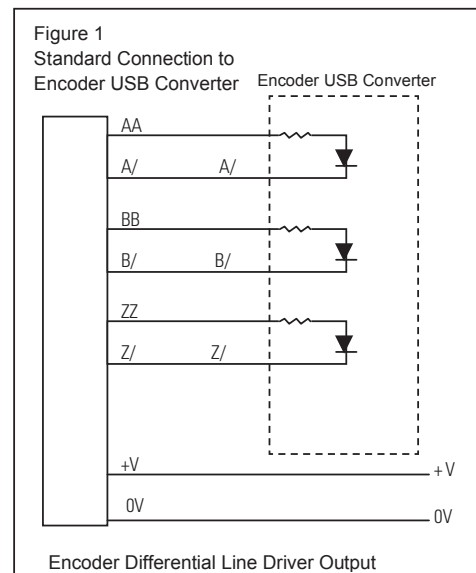 Figure 1
Standard Connection to
Encoder USB Converter
Encoder USB Converter
AA
A/ A/
BB
B/ B/
ZZ
Z/ Z/
+V +V
0V 0V
Encoder Differential Line Driver Output